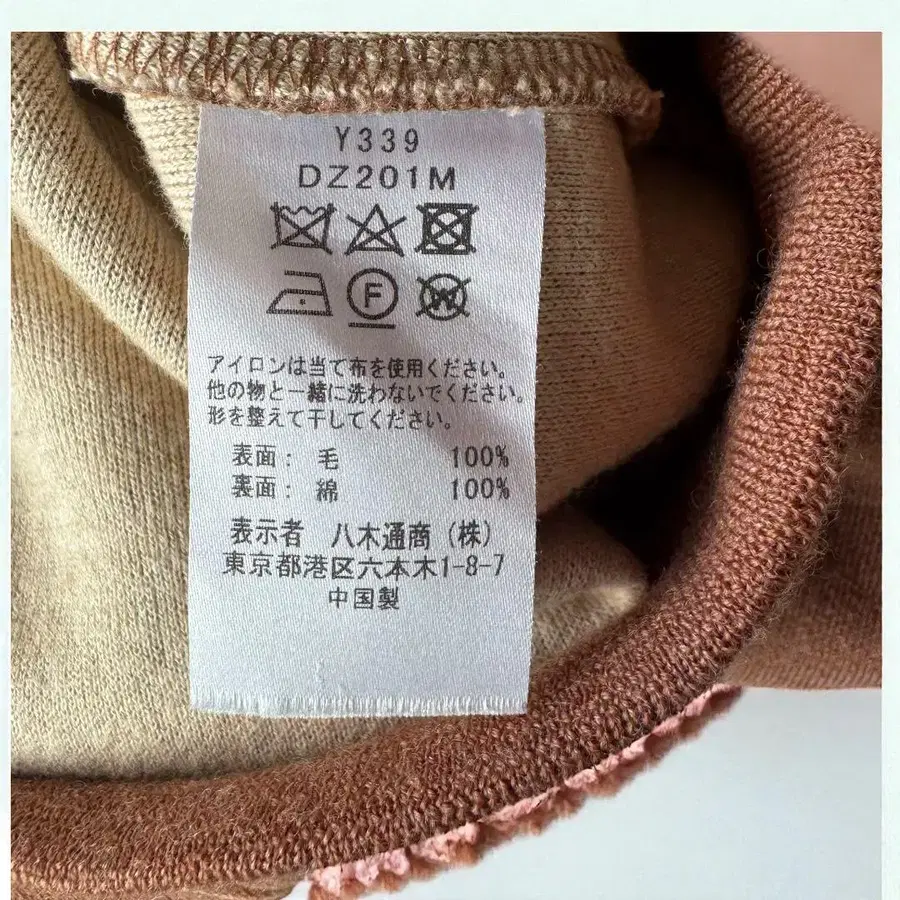 Y339
DZ201M
F W
アイロンは当て布を使用ください。
他の物と一緒に洗わないでください。
形を整えて干してください。
表面： 毛 100%
裏面： 綿 100%
表示者 八木通商（株）
東京都港区六本木1-8-7
中国製